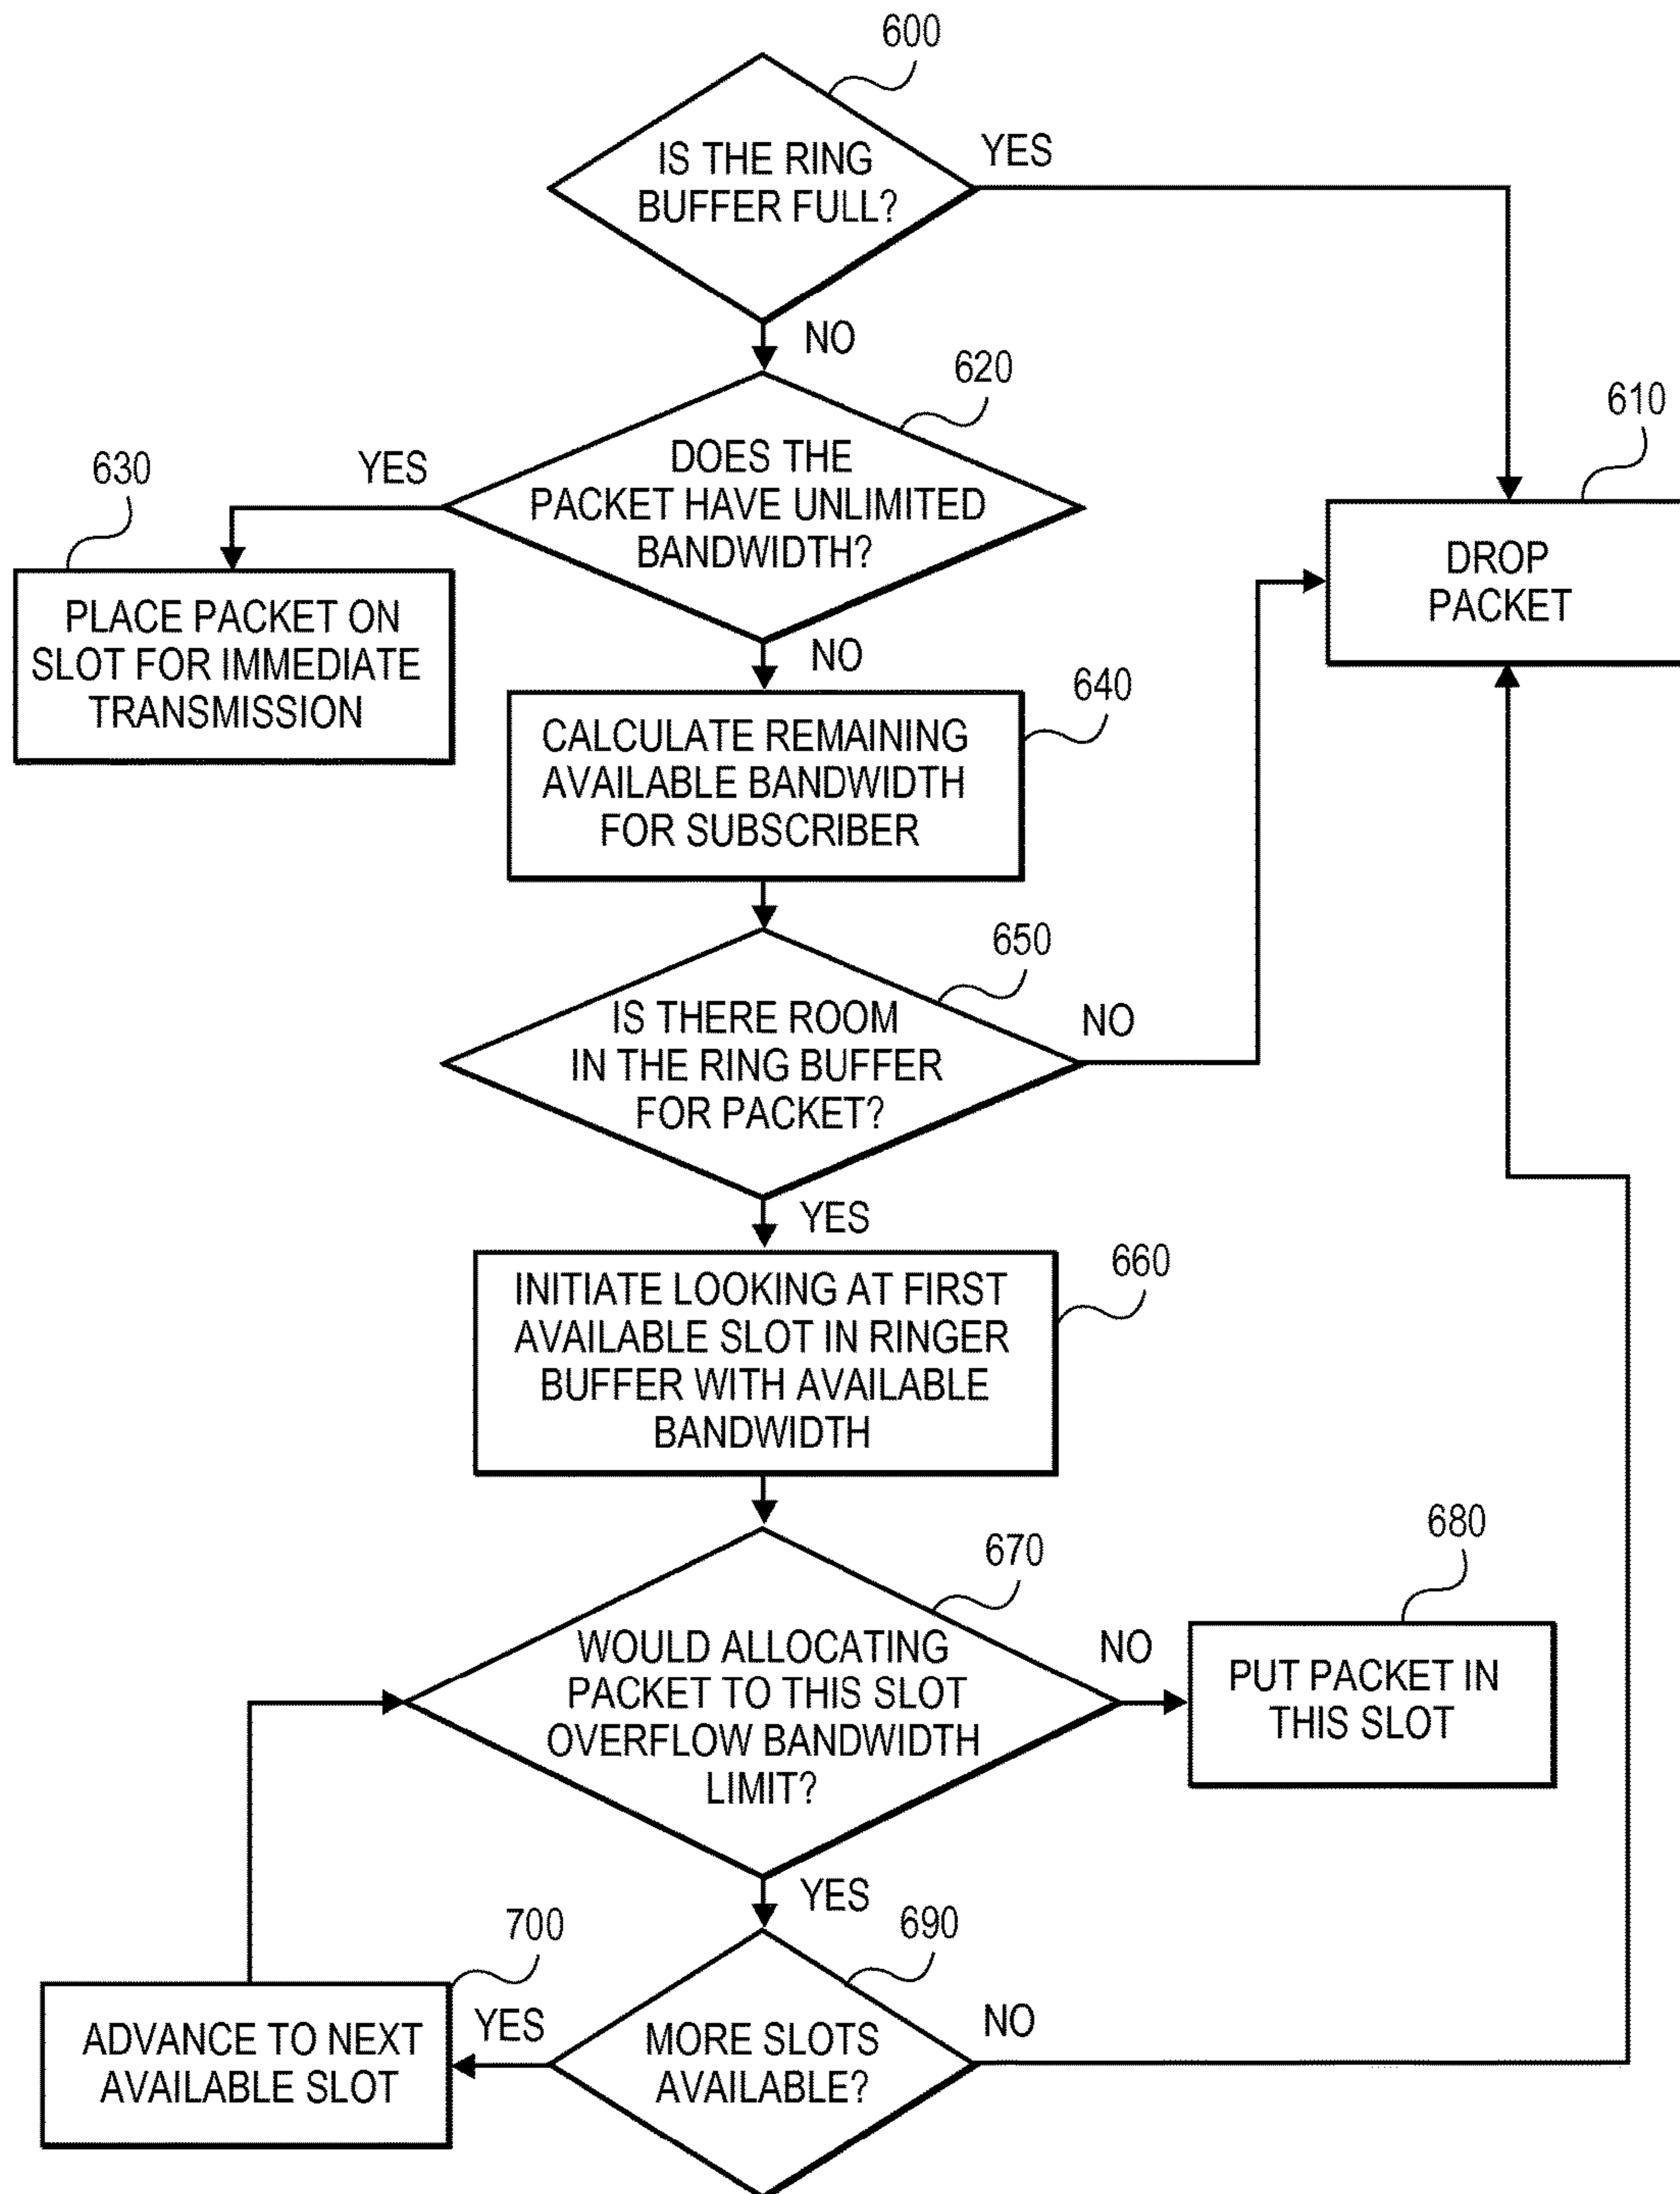 600
IS THE RING
BUFFER FULL?
YES
NO
620
610
DOES THE
PACKET HAVE UNLIMITED
BANDWIDTH?
YES
630
DROP
PACKET
PLACE PACKET ON
SLOT FOR IMMEDIATE
TRANSMISSION
NO
640
CALCULATE REMAINING
AVAILABLE BANDWIDTH
FOR SUBSCRIBER
650
IS THERE ROOM
IN THE RING BUFFER
FOR PACKET?
NO
YES
660
INITIATE LOOKING AT FIRST
AVAILABLE SLOT IN RINGER
BUFFER WITH AVAILABLE
BANDWIDTH
670
680
WOULD ALLOCATING
PACKET TO THIS SLOT
OVERFLOW BANDWIDTH
LIMIT?
NO
PUT PACKET IN
THIS SLOT
YES
700
690
ADVANCE TO NEXT
AVAILABLE SLOT
YES
MORE SLOTS
AVAILABLE?
NO